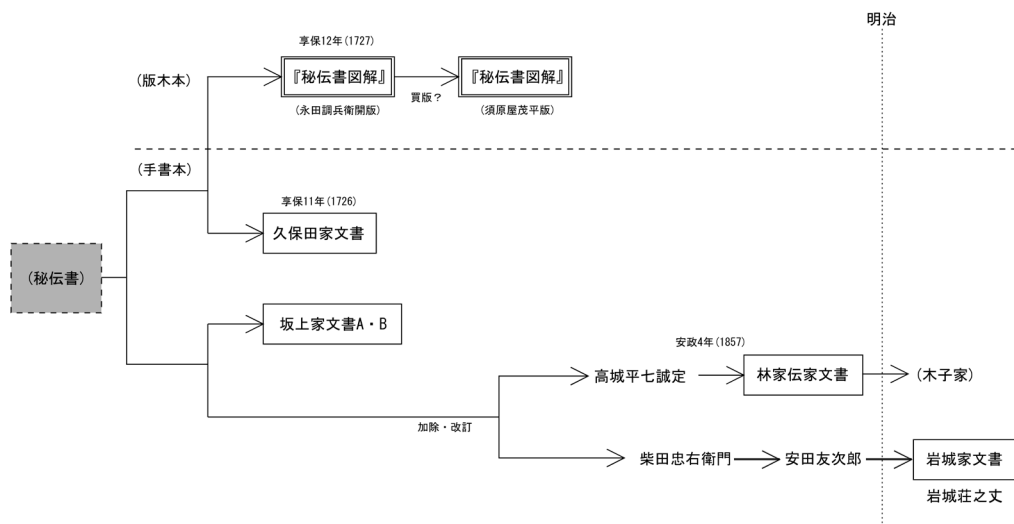 明治
享保12年(1727)
(版木本)
『秘伝書図解』
『秘伝書図解』
買版？
(永田調兵衛開版)
(須原屋茂平版)
(手書本)
享保11年(1726)
久保田家文書
(秘伝書)
坂上家文書A・B
安政4年(1857)
高城平七誠定
林家伝家文書
(木子家)
加除・改訂
柴田忠右衛門
安田友次郎
岩城家文書
岩城荘之丈